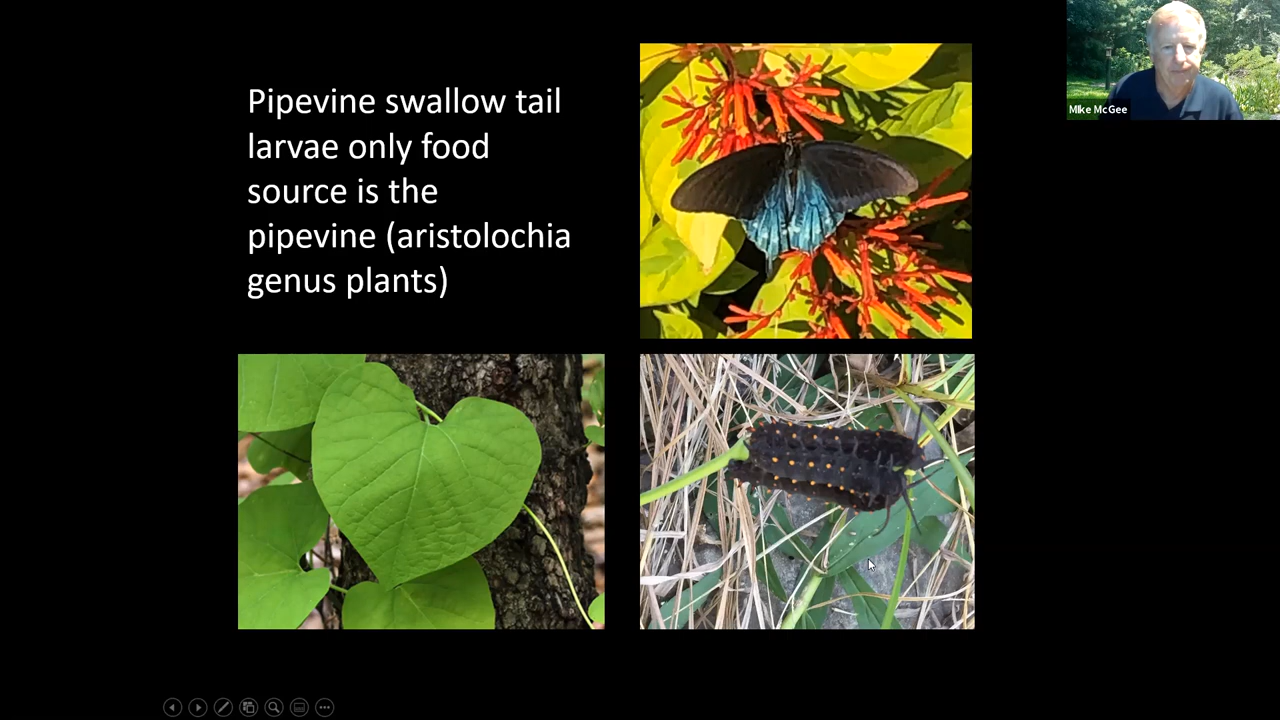 Pipevine swallow tail
larvae only food
source is the
pipevine (aristolochia
genus plants)
Mike McGee